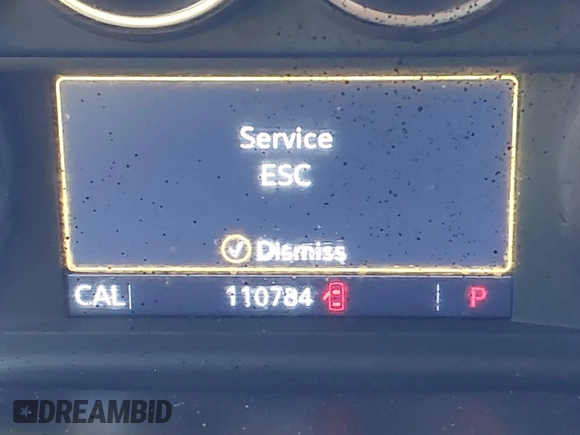 Service
ESC
Dismiss
CAL 110784 P
DREAMBID